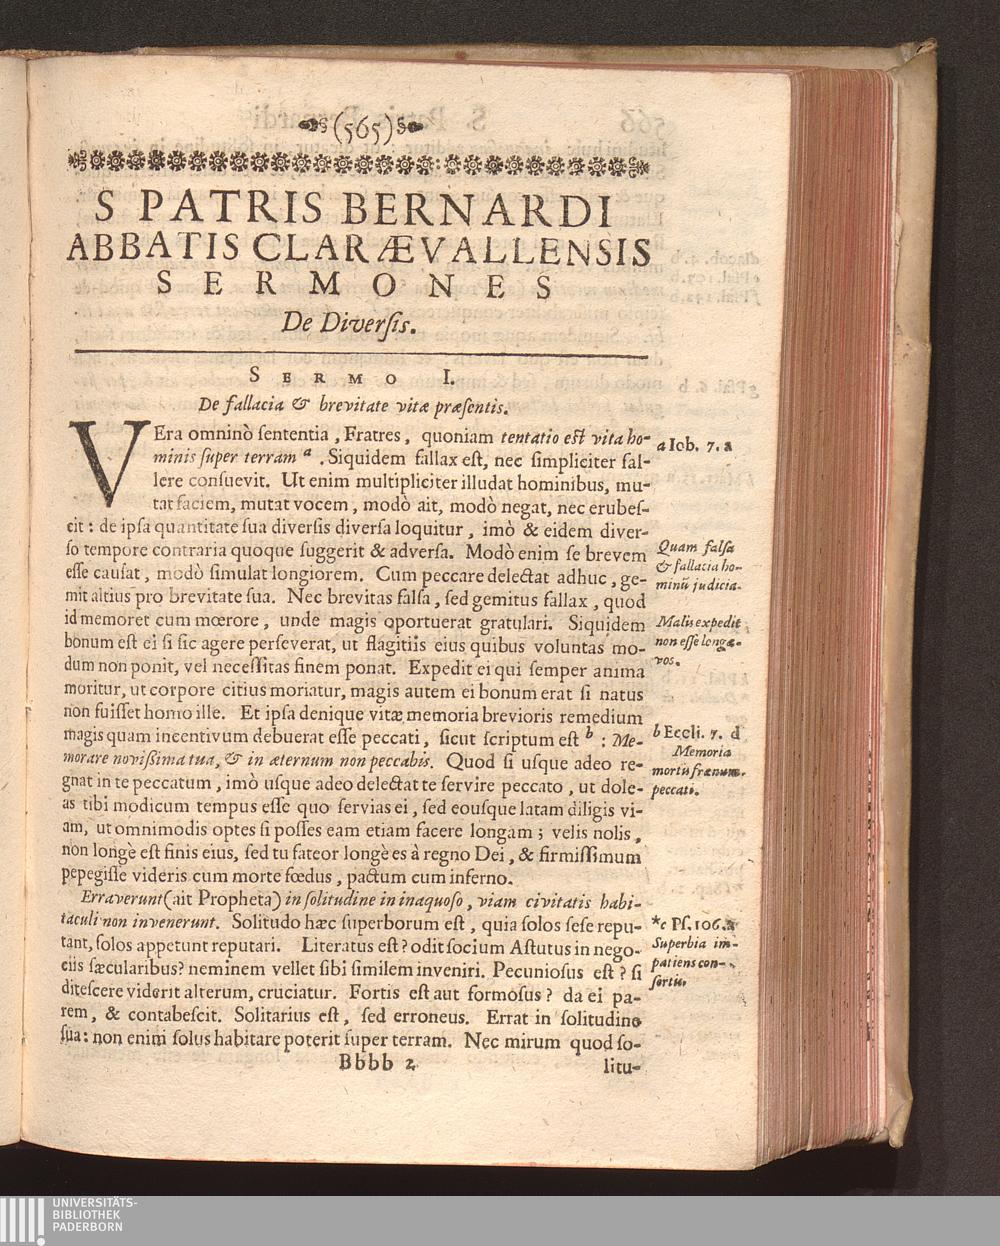 (565)
S PATRIS BERNARDI
ABBATIS CLARÆVALLENSIS
SERMONES
De Diverſis.
SERMO I.
De fallacia & brevitate vitæ præſentis.
VEra omninò ſententia, Fratres, quoniam tentatio eſt vita ho-
minis ſuper terram a. Siquidem fallax eſt, nec ſimpliciter fal-
lere conſuevit. Ut enim multipliciter illudat hominibus, mu-
tat faciem, mutat vocem, modò ait, modò negat, nec erubeſ-
cit: de ipſa quantitate ſua diverſis diverſa loquitur, imò & eidem diver-
ſo tempore contraria quoque ſuggerit & adverſa. Modò enim ſe brevem
eſſe cauſat, modò ſimulat longiorem. Cum peccare delectat adhuc, ge-
mit altius pro brevitate ſua. Nec brevitas falſa, ſed gemitus fallax, quod
id memoret cum mœrore, unde magis oportuerat gratulari. Siquidem
bonum eſt ei ſi ſic agere perſeverat, ut flagitiis eius quibus voluntas mo-
dum non ponit, vel neceſſitas finem ponat. Expedit ei qui ſemper anima
moritur, ut corpore citius moriatur, magis autem ei bonum erat ſi natus
non fuiſſet homo ille. Et ipſa denique vitæ memoria brevioris remedium
magis quam incentivum debuerat eſſe peccati, ſicut ſcriptum eſt b: Me-
morare noviſſima tua, & in æternum non peccabis. Quod ſi uſque adeo re-
gnat in te peccatum, imò uſque adeo delectat te ſervire peccato, ut dole-
as tibi modicum tempus eſſe quo ſervias ei, ſed eouſque latam diligis vi-
am, ut omnimodis optes ſi poſſes eam etiam facere longam; velis nolis,
non longè eſt finis eius, ſed tu fateor longè es à regno Dei, & firmiſſimum
pepegiſſe videris cum morte fœdus, pactum cum inferno.
Erraverunt (ait Propheta) in ſolitudine in inaquoſo, viam civitatis habi-
taculi non invenerunt. Solitudo hæc ſuperborum eſt, quia ſolos ſeſe repu-
tant, ſolos appetunt reputari. Literatus eſt? odit ſocium Aſtutus in nego-
ciis ſæcularibus? neminem vellet ſibi ſimilem inveniri. Pecunioſus eſt? ſi
diteſcere viderit alterum, cruciatur. Fortis eſt aut formoſus? da ei pa-
rem, & contabeſcit. Solitarius eſt, ſed erroneus. Errat in ſolitudine
ſua: non enim ſolus habitare poterit ſuper terram. Nec mirum quod ſo-
Bbbb 2
litu-
a Iob. 7. a
Quam falſa
& fallacia ho-
minū judicia.
Malis expedit
non eſſe longæ-
vos.
b Eccli. 7. d
Memoria
mortis frænum
peccati.
*c Pſ. 106. a
Superbia im-
patiens con-
ſortii.
UNIVERSITÄTS-
BIBLIOTHEK
PADERBORN